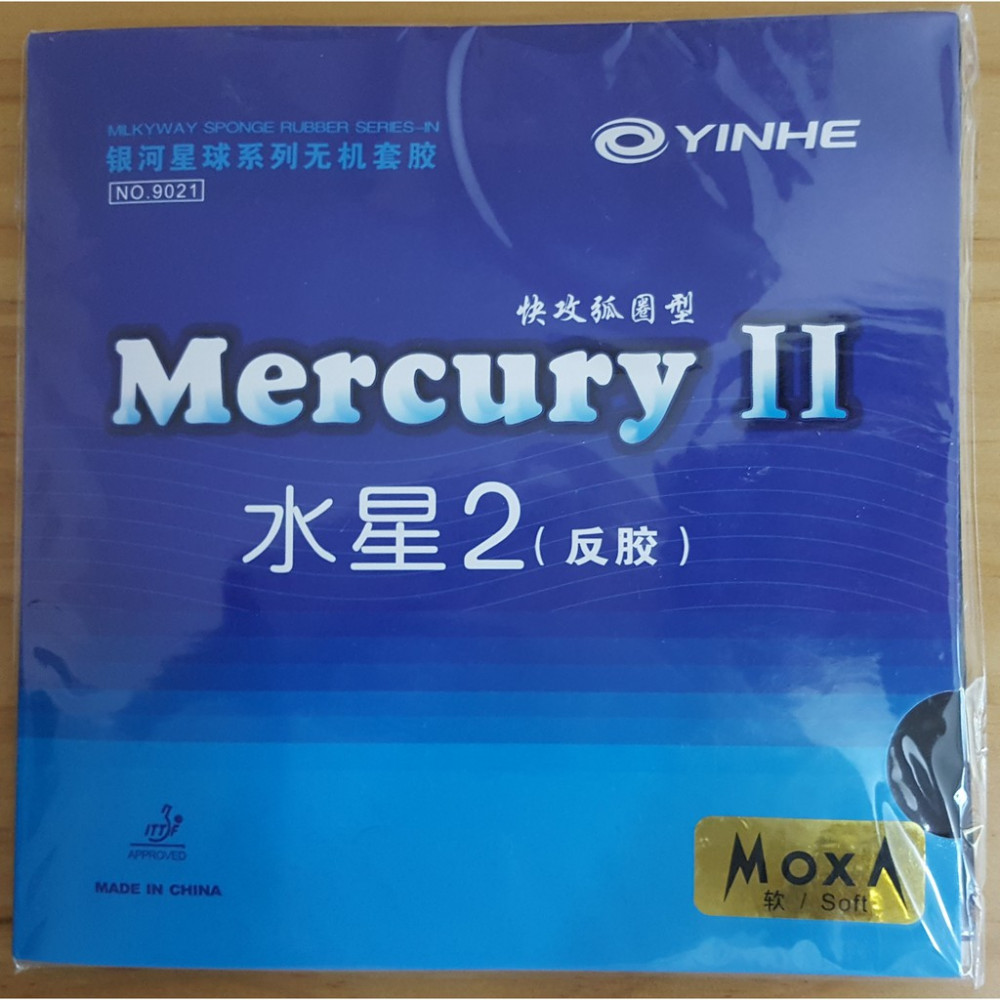 MILKYWAY SPONGE RUBBER SERIES-IN
银河星球系列无机套胶
NO.9021
YINHE
快攻弧圈型
Mercury II
水星2(反胶)
ITTF
APPROVED
MADE IN CHINA
MOXA
软 / Soft